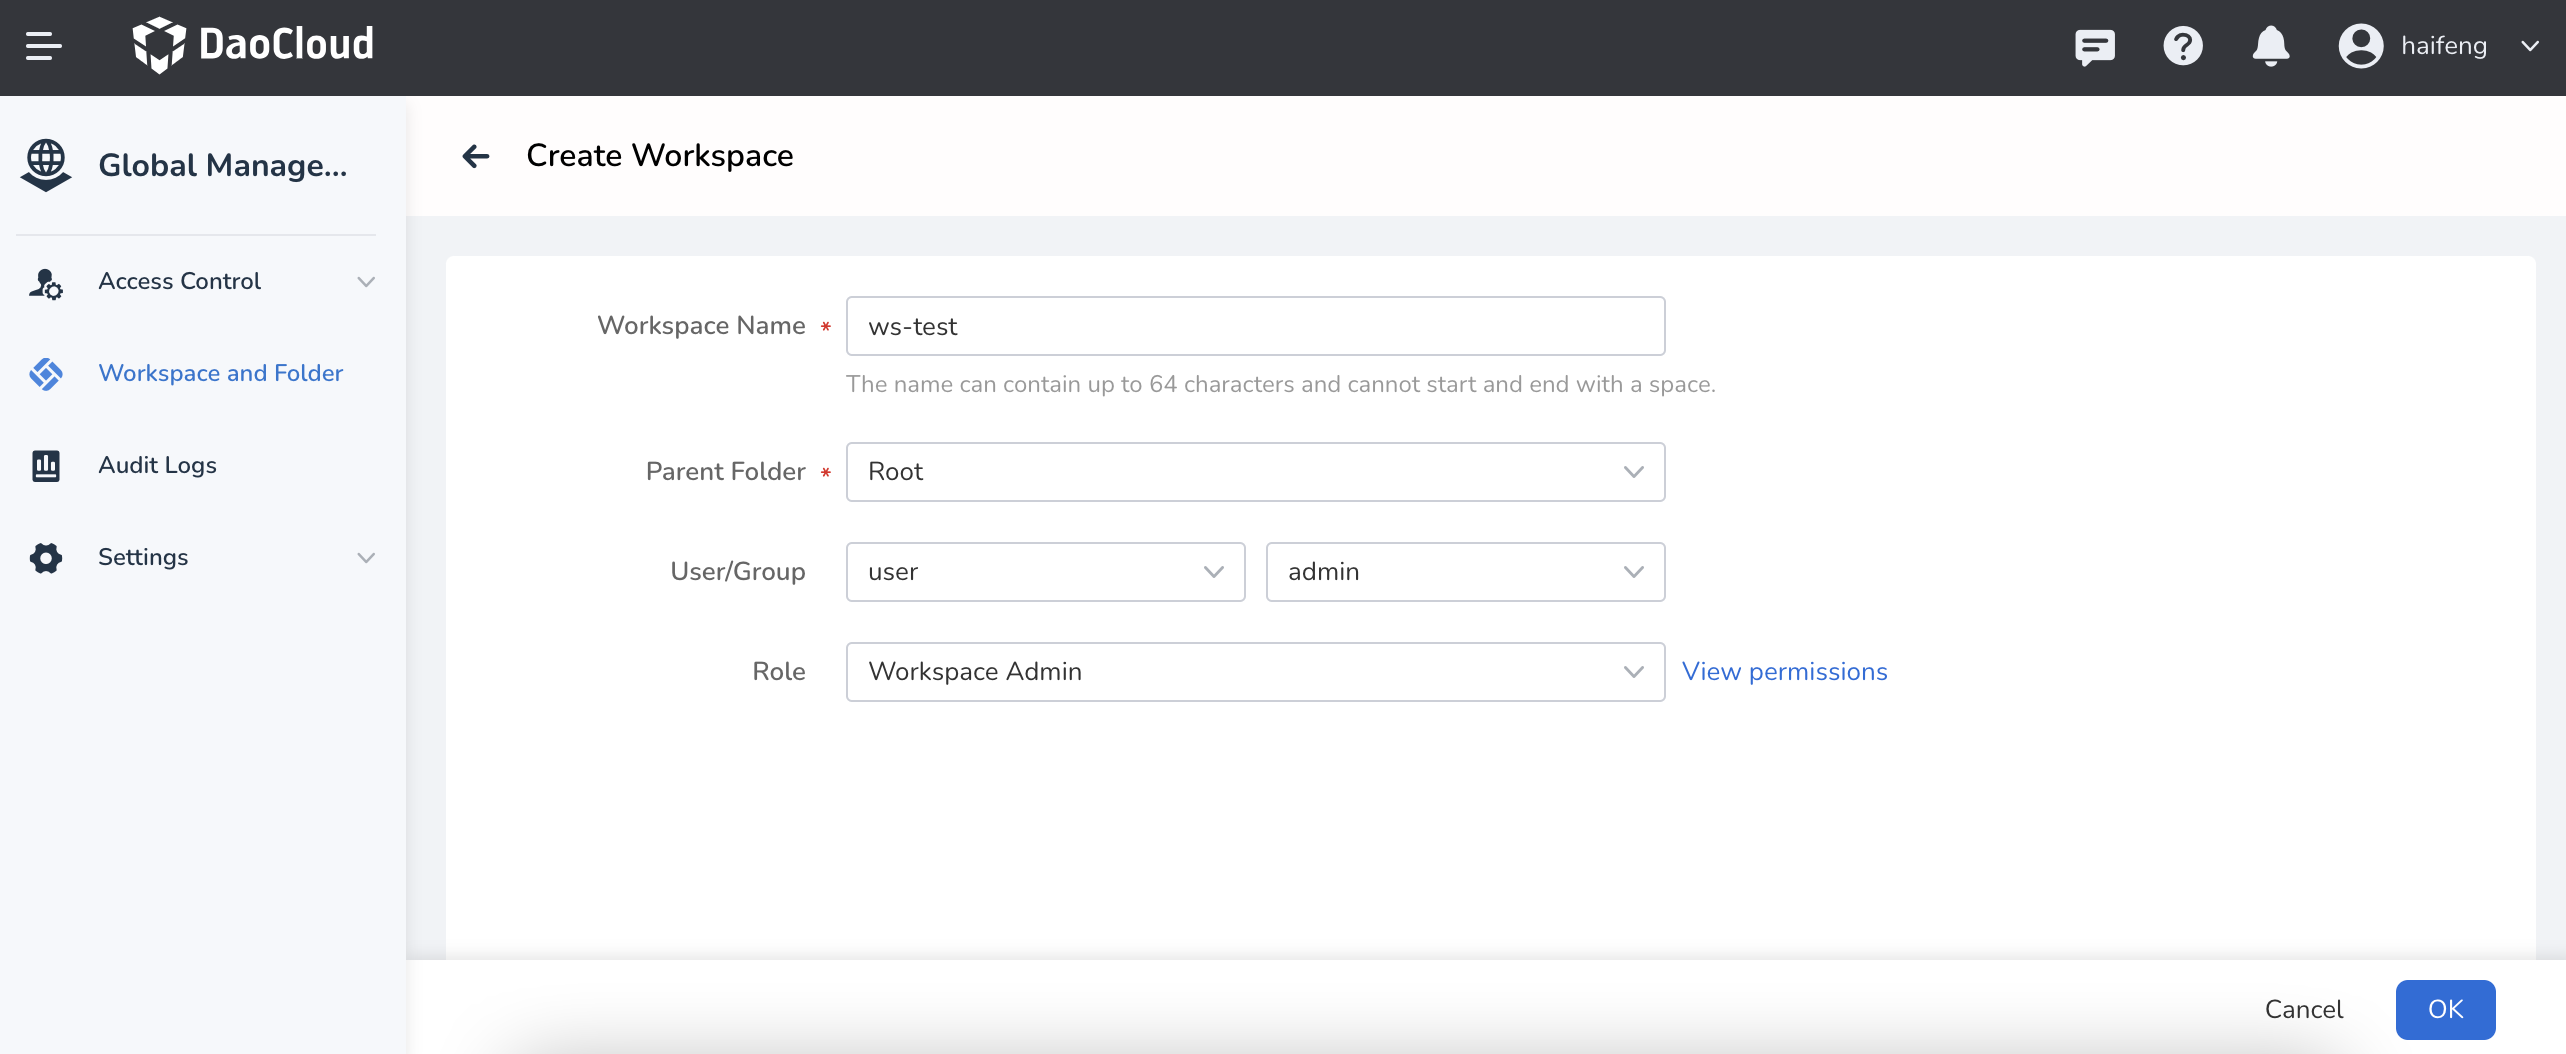 DaoCloud
haifeng
Global Manage...
Create Workspace
Access Control
Workspace and Folder
Audit Logs
Settings
Workspace Name *
ws-test
The name can contain up to 64 characters and cannot start and end with a space.
Parent Folder *
Root
User/Group
user
admin
Role
Workspace Admin
View permissions
Cancel
OK